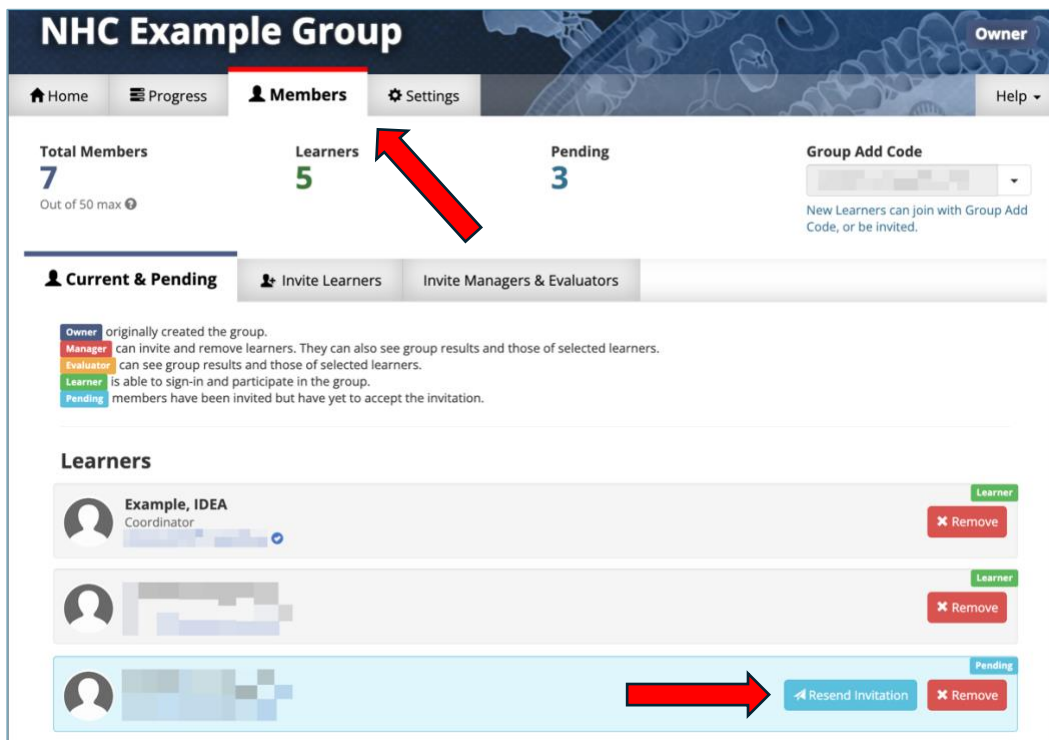 NHC Example Group
Owner
Home
Progress
Members
Settings
Help
Total Members
Learners
Pending
Group Add Code
7
5
3
Out of 50 max
New Learners can join with Group Add
Code, or be invited.
Current & Pending
Invite Learners
Invite Managers & Evaluators
Owner originally created the group.
Manager can invite and remove learners. They can also see group results and those of selected learners.
Evaluator can see group results and those of selected learners.
Learner is able to sign-in and participate in the group.
Pending members have been invited but have yet to accept the invitation.
Learners
Learner
Example, IDEA
Coordinator
Remove
Learner
Remove
Pending
Resend Invitation
Remove